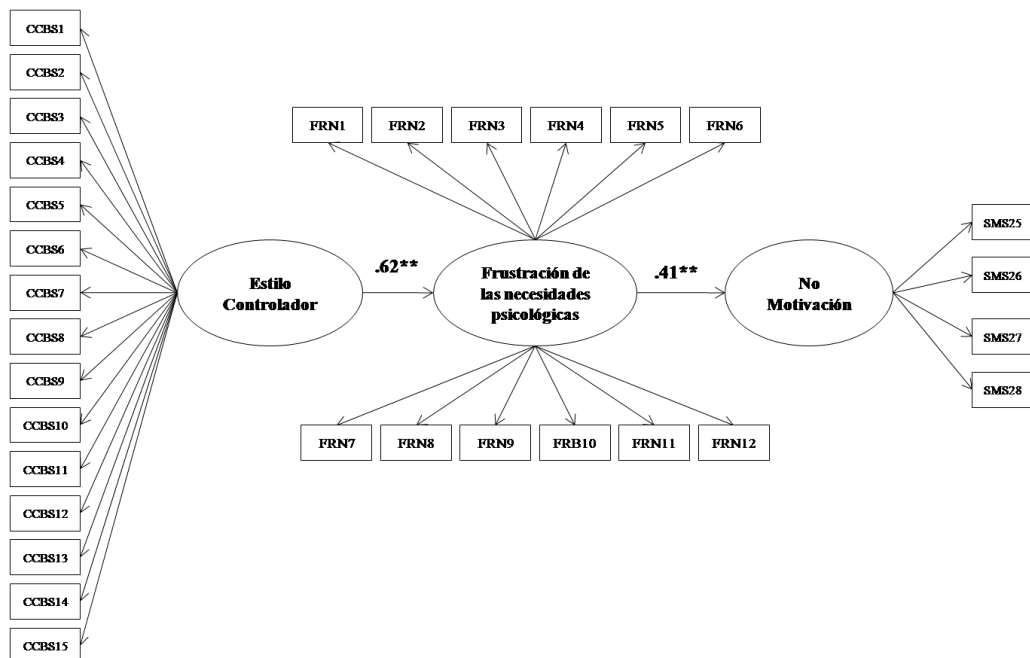 CCBS1
CCBS2
CCBS3
CCBS4
CCBS5
CCBS6
CCBS7
CCBS8
CCBS9
CCBS10
CCBS11
CCBS12
CCBS13
CCBS14
CCBS15
Estilo
Controlador
.62**
FRN1 FRN2 FRN3 FRN4 FRN5 FRN6
Frustración de
las necesidades
psicológicas
FRN7 FRN8 FRN9 FRB10 FRN11 FRN12
.41**
No
Motivación
SMS25
SMS26
SMS27
SMS28